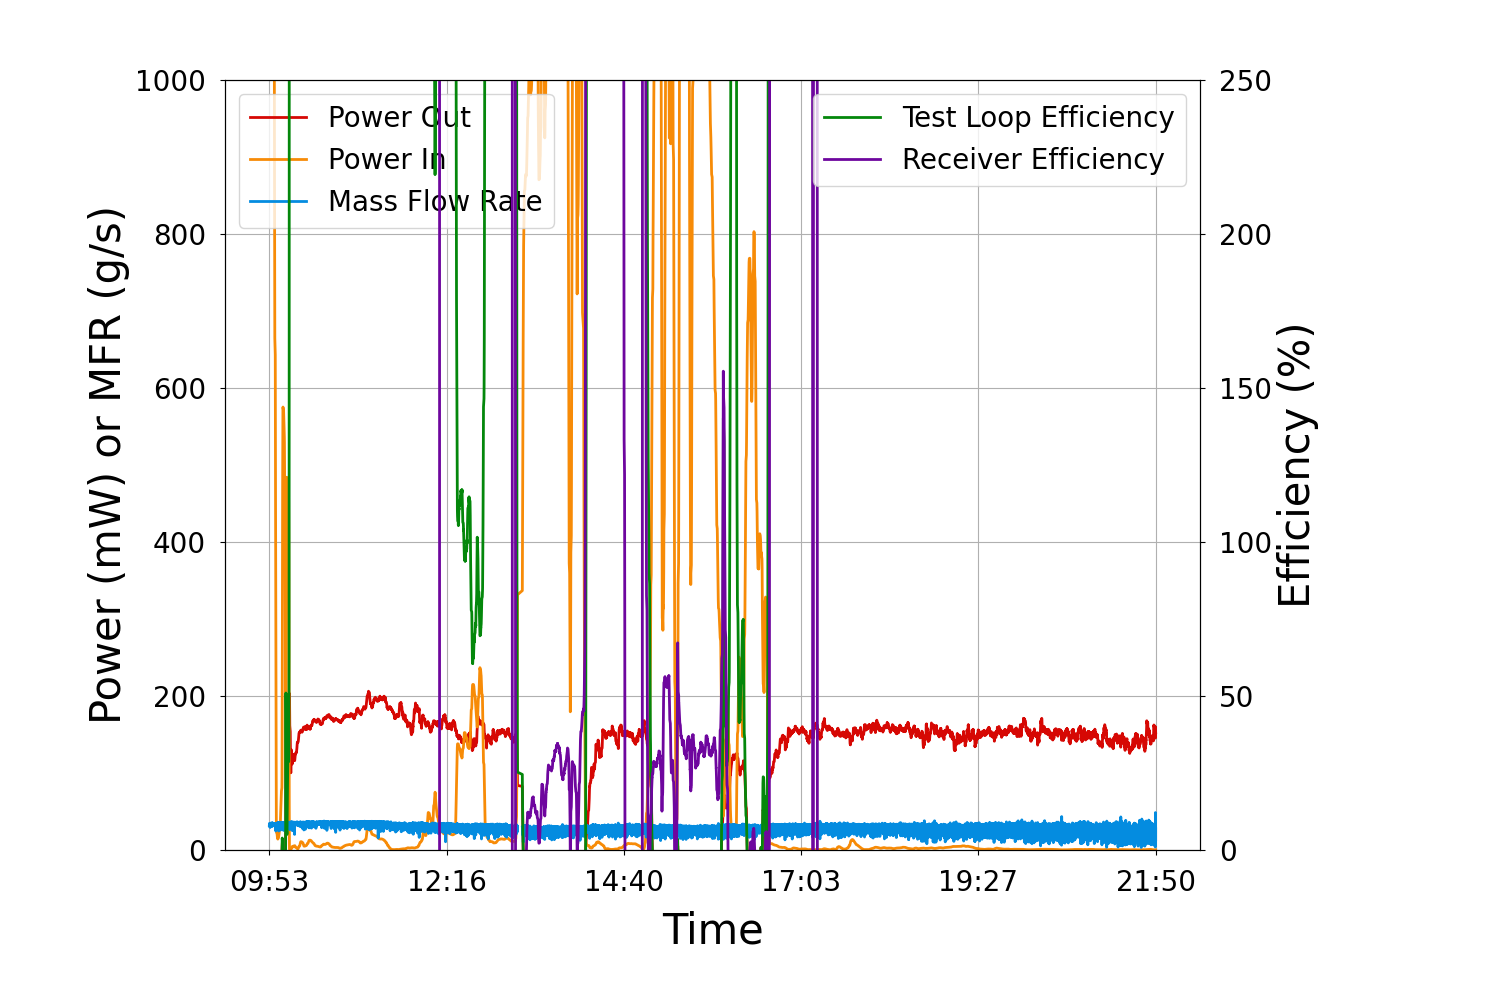 1000
800
600
400
200
0
Power (mW) or MFR (g/s)
Power Out
Power In
Mass Flow Rate
Test Loop Efficiency
Receiver Efficiency
250
200
150
100
50
0
Efficiency (%)
09:53
12:16
14:40
17:03
19:27
21:50
Time